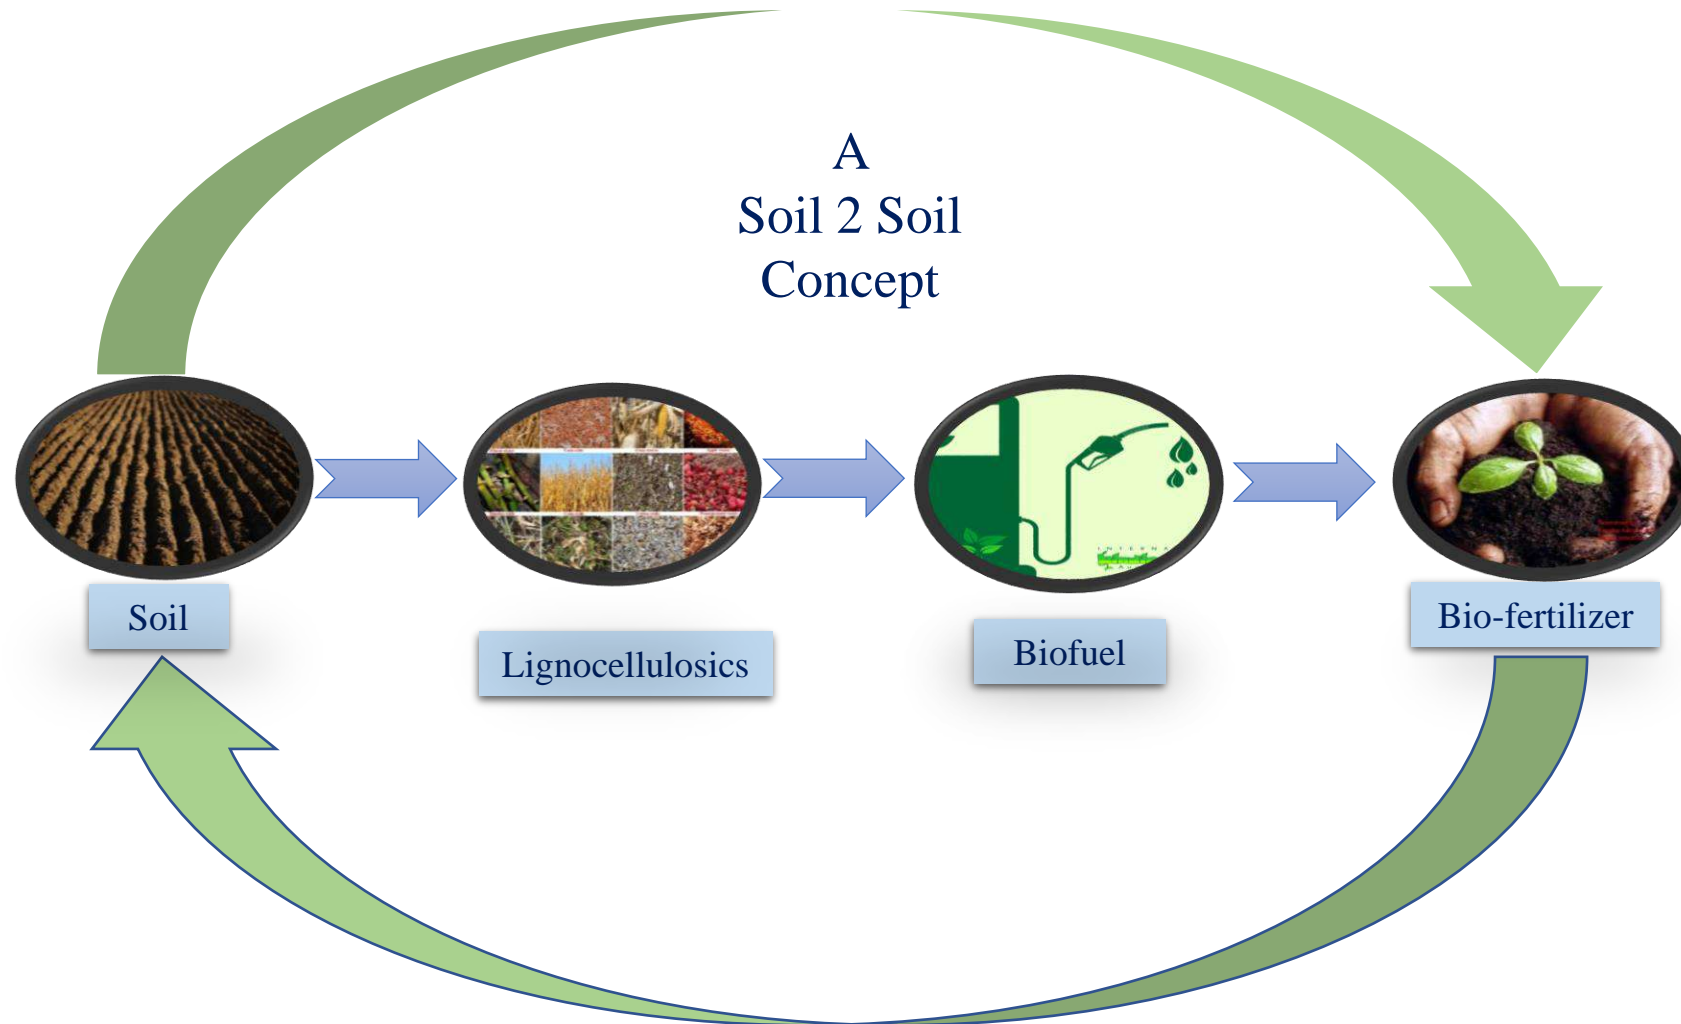 A
Soil 2 Soil
Concept
Soil
Lignocellulosics
Biofuel
Bio-fertilizer